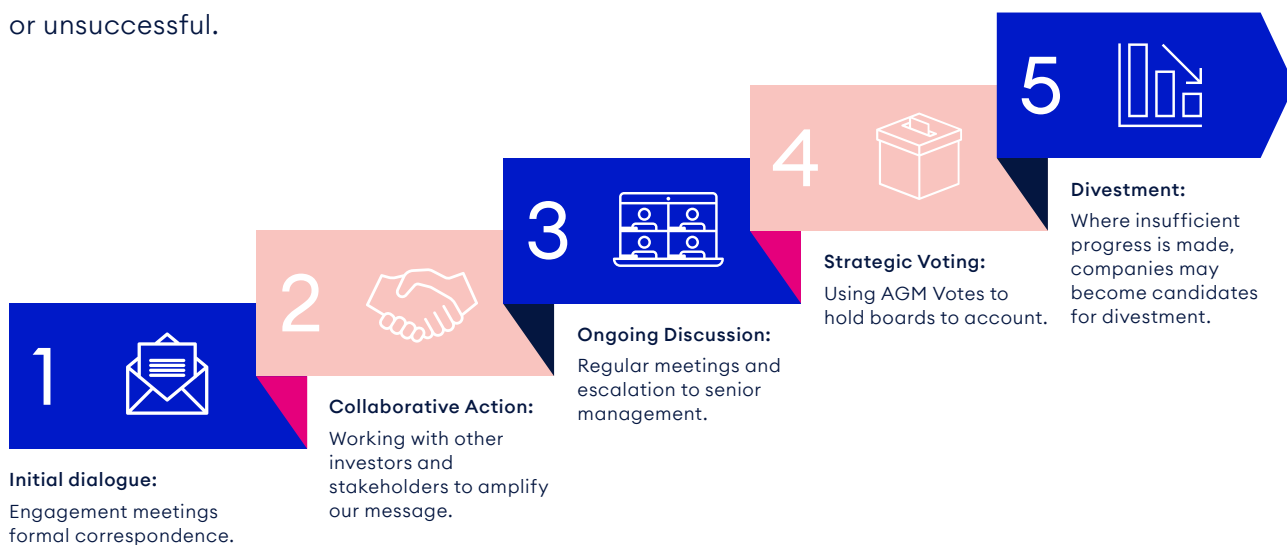 or unsuccessful.
1
Initial dialogue:
Engagement meetings
formal correspondence.
2
Collaborative Action:
Working with other
investors and
stakeholders to amplify
our message.
3
Ongoing Discussion:
Regular meetings and
escalation to senior
management.
4
Strategic Voting:
Using AGM Votes to
hold boards to account.
5
Divestment:
Where insufficient
progress is made,
companies may
become candidates
for divestment.